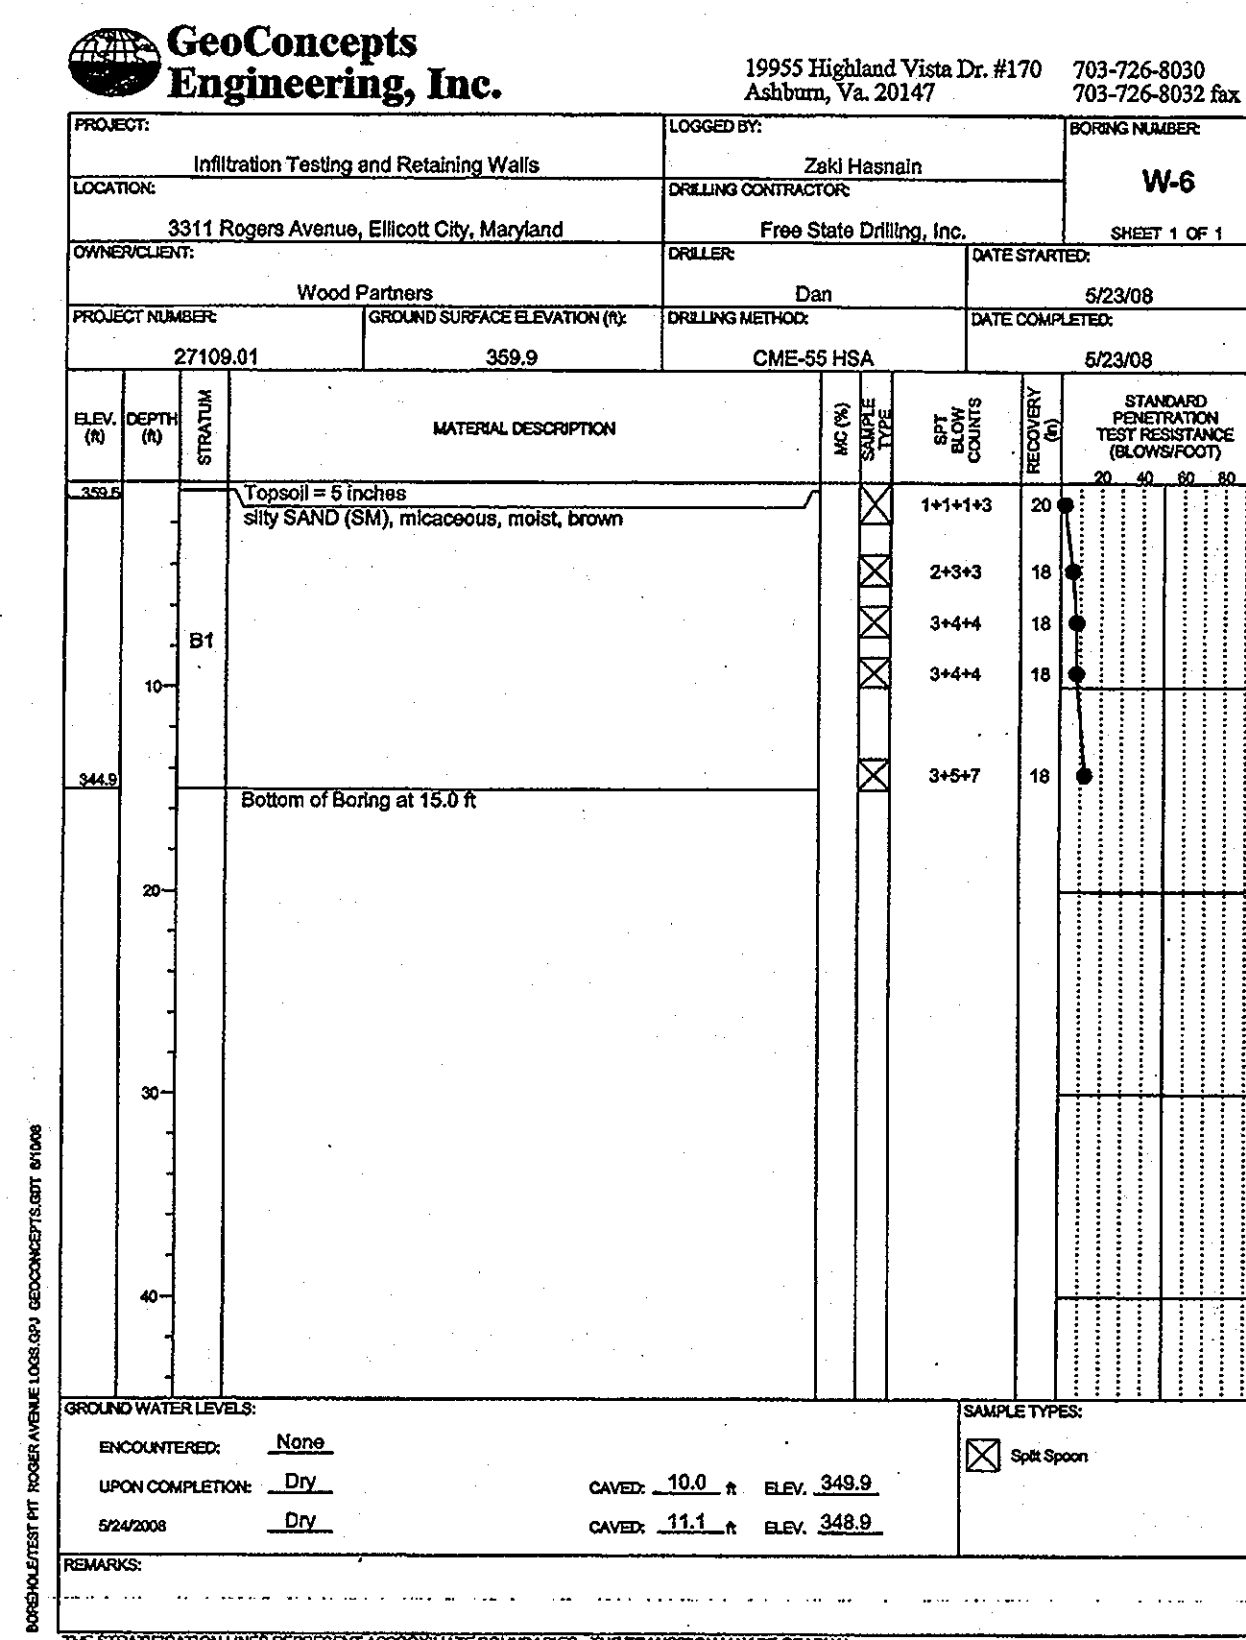 GeoConcepts
Engineering, Inc.
19955 Highland Vista Dr. #170 703-726-8030
Ashburn, Va. 20147 703-726-8032 fax
PROJECT:
Infiltration Testing and Retaining Walls
LOGGED BY:
Zaki Hasnain
BORING NUMBER:
W-6
SHEET 1 OF 1
LOCATION:
3311 Rogers Avenue, Ellicott City, Maryland
DRILLING CONTRACTOR:
Free State Drilling, Inc.
OWNER/CLIENT:
Wood Partners
DRILLER:
Dan
DATE STARTED:
5/23/08
PROJECT NUMBER:
27109.01
GROUND SURFACE ELEVATION (ft):
359.9
DRILLING METHOD:
CME-55 HSA
DATE COMPLETED:
5/23/08
ELEV. (ft)
DEPTH (ft)
STRATUM
MATERIAL DESCRIPTION
MC (%)
SAMPLE TYPE
SPT BLOW COUNTS
RECOVERY (in)
STANDARD
PENETRATION
TEST RESISTANCE
(BLOWS/FOOT)
20 40 60 80
359.5
Topsoil = 5 inches
1+1+1+3 20
silty SAND (SM), micaceous, moist, brown
2+3+3 18
3+4+4 18
B1
3+4+4 18
10
344.9
3+5+7 18
Bottom of Boring at 15.0 ft
20
30
40
BOREHOLE/TEST PIT ROGER AVENUE LOGS.GPJ GEOCONCEPTS.GDT 6/10/08
GROUND WATER LEVELS:
ENCOUNTERED: None
UPON COMPLETION: Dry CAVED: 10.0 ft ELEV. 349.9
5/24/2008 Dry CAVED: 11.1 ft ELEV. 348.9
SAMPLE TYPES:
Split Spoon
REMARKS: